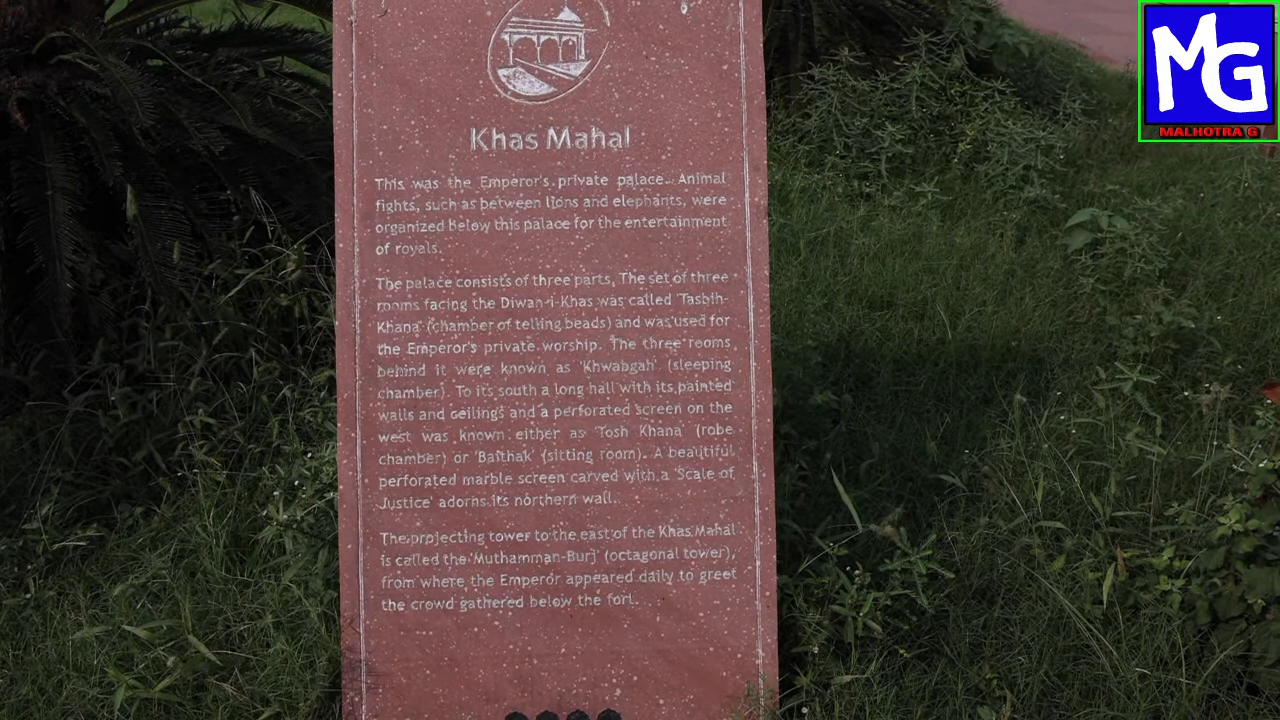 MG
MALHOTRA G
Khas Mahal
This was the Emperor's private palace. Animal
fights, such as between lions and elephants, were
organized below this palace for the entertainment
of royals.
The palace consists of three parts. The set of three
rooms facing the Diwan-i-Khas was called 'Tasbih-
Khana' (chamber of telling beads) and was used for
the Emperor's private worship. The three rooms
behind it were known as 'Khwabgah' (sleeping
chamber). To its south a long hall with its painted
walls and ceilings and a perforated screen on the
west was known either as 'Tosh Khana' (robe
chamber) or 'Baithak' (sitting room). A beautiful
perforated marble screen carved with a 'Scale of
Justice' adorns its northern wall.
The projecting tower to the east of the Khas Mahal
is called the 'Muthamman-Burj' (octagonal tower),
from where the Emperor appeared daily to greet
the crowd gathered below the fort.